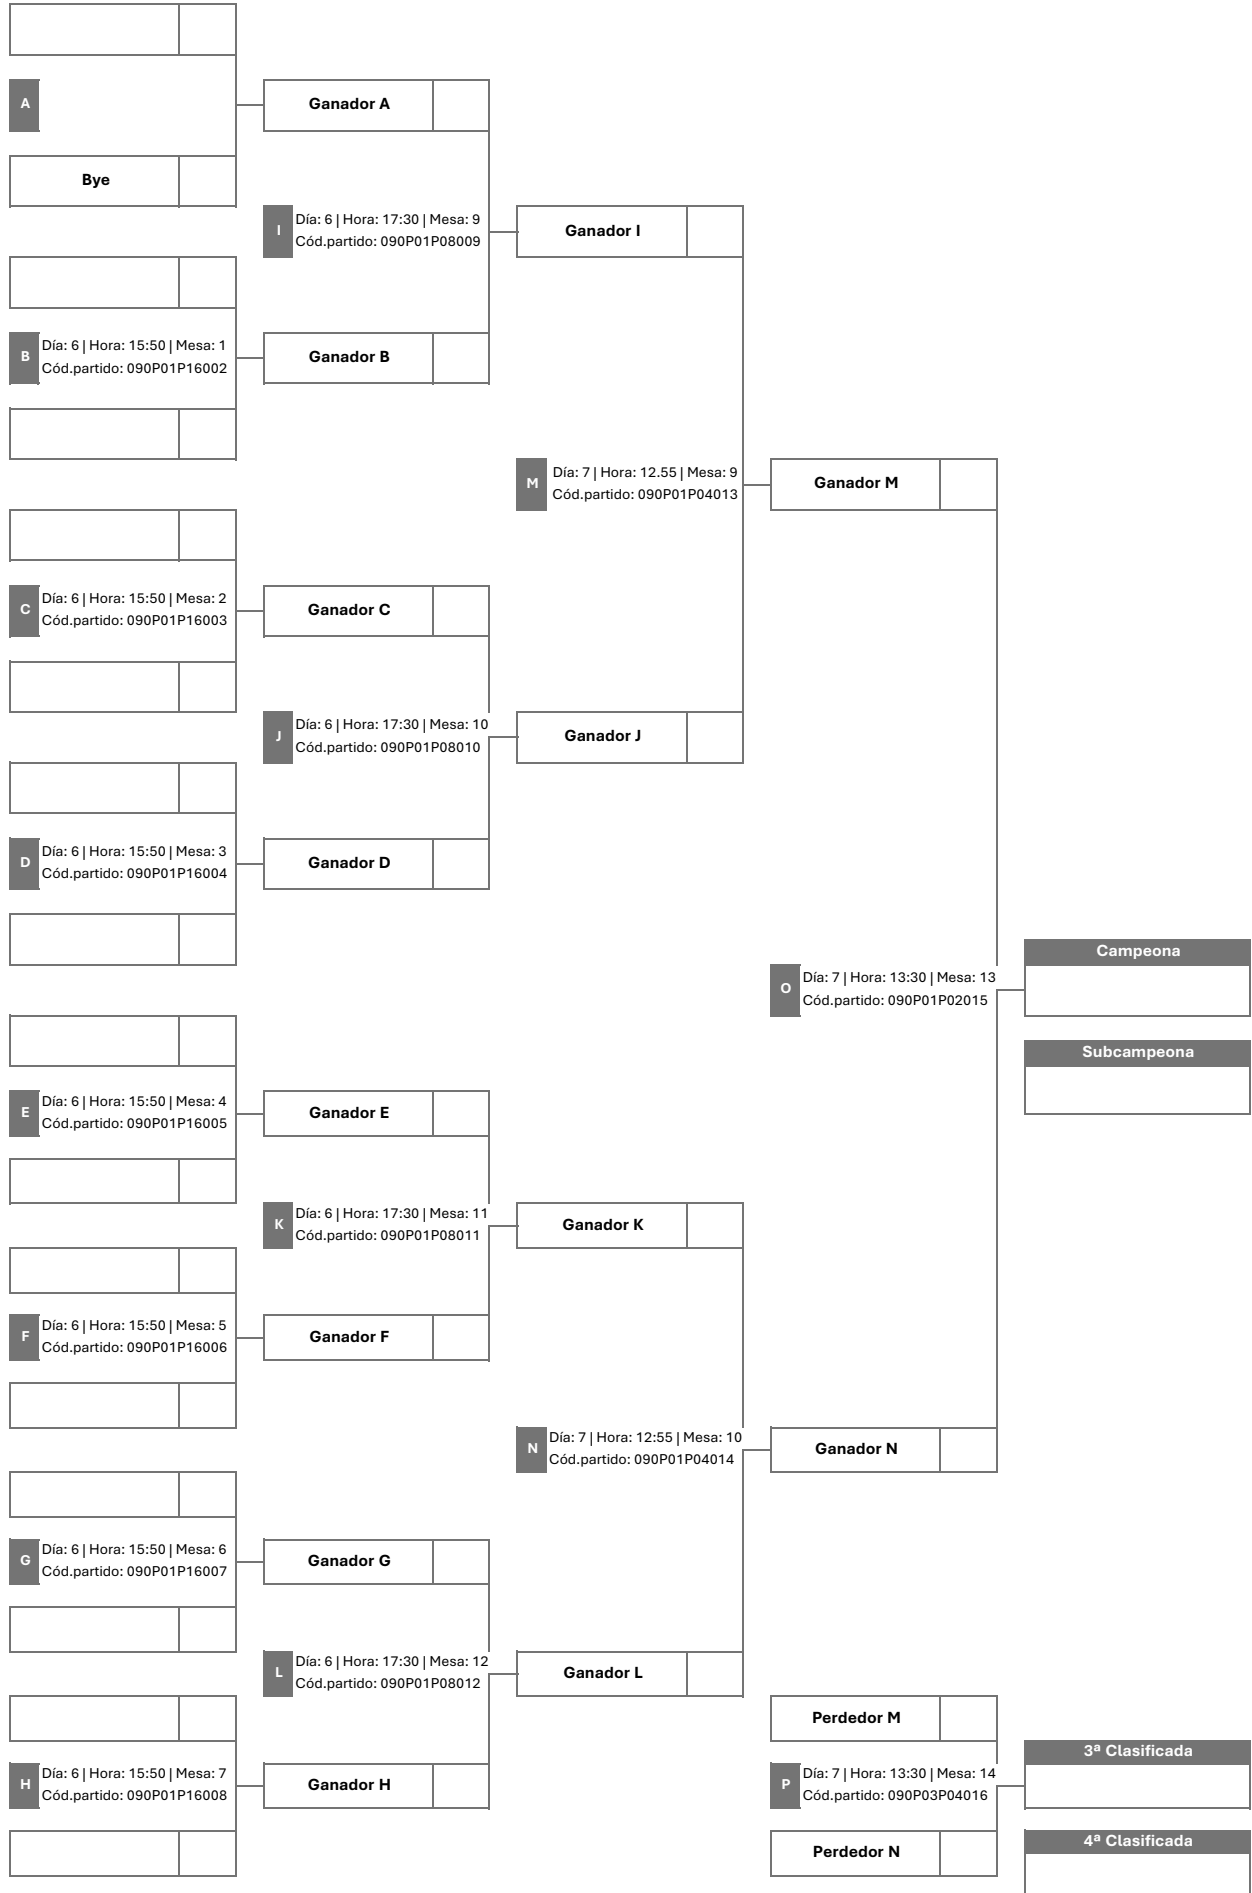 A
Ganador A
Bye
I
Día: 6 | Hora: 17:30 | Mesa: 9
Cód.partido: 090P01P08009
Ganador I
B
Día: 6 | Hora: 15:50 | Mesa: 1
Cód.partido: 090P01P16002
Ganador B
M
Día: 7 | Hora: 12.55 | Mesa: 9
Cód.partido: 090P01P04013
Ganador M
C
Día: 6 | Hora: 15:50 | Mesa: 2
Cód.partido: 090P01P16003
Ganador C
J
Día: 6 | Hora: 17:30 | Mesa: 10
Cód.partido: 090P01P08010
Ganador J
D
Día: 6 | Hora: 15:50 | Mesa: 3
Cód.partido: 090P01P16004
Ganador D
Campeona
O
Día: 7 | Hora: 13:30 | Mesa: 13
Cód.partido: 090P01P02015
Subcampeona
E
Día: 6 | Hora: 15:50 | Mesa: 4
Cód.partido: 090P01P16005
Ganador E
K
Día: 6 | Hora: 17:30 | Mesa: 11
Cód.partido: 090P01P08011
Ganador K
F
Día: 6 | Hora: 15:50 | Mesa: 5
Cód.partido: 090P01P16006
Ganador F
N
Día: 7 | Hora: 12:55 | Mesa: 10
Cód.partido: 090P01P04014
Ganador N
G
Día: 6 | Hora: 15:50 | Mesa: 6
Cód.partido: 090P01P16007
Ganador G
L
Día: 6 | Hora: 17:30 | Mesa: 12
Cód.partido: 090P01P08012
Ganador L
Perdedor M
3ª Clasificada
H
Día: 6 | Hora: 15:50 | Mesa: 7
Cód.partido: 090P01P16008
Ganador H
P
Día: 7 | Hora: 13:30 | Mesa: 14
Cód.partido: 090P03P04016
4ª Clasificada
Perdedor N